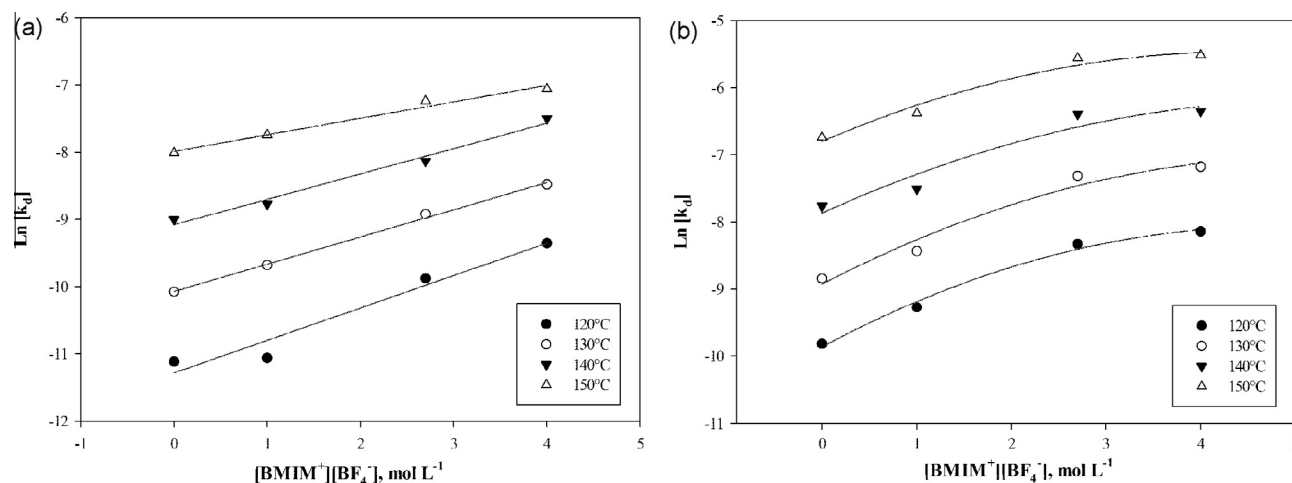 (a)
-6
-7
-8
-9
-10
-11
-12
Ln [kd]
-1 0 1 2 3 4 5
[BMIM+][BF4-], mol L-1
120°C
130°C
140°C
150°C
(b)
-5
-6
-7
-8
-9
-10
-11
Ln [kd]
0 1 2 3 4
[BMIM+][BF4-], mol L-1
120°C
130°C
140°C
150°C